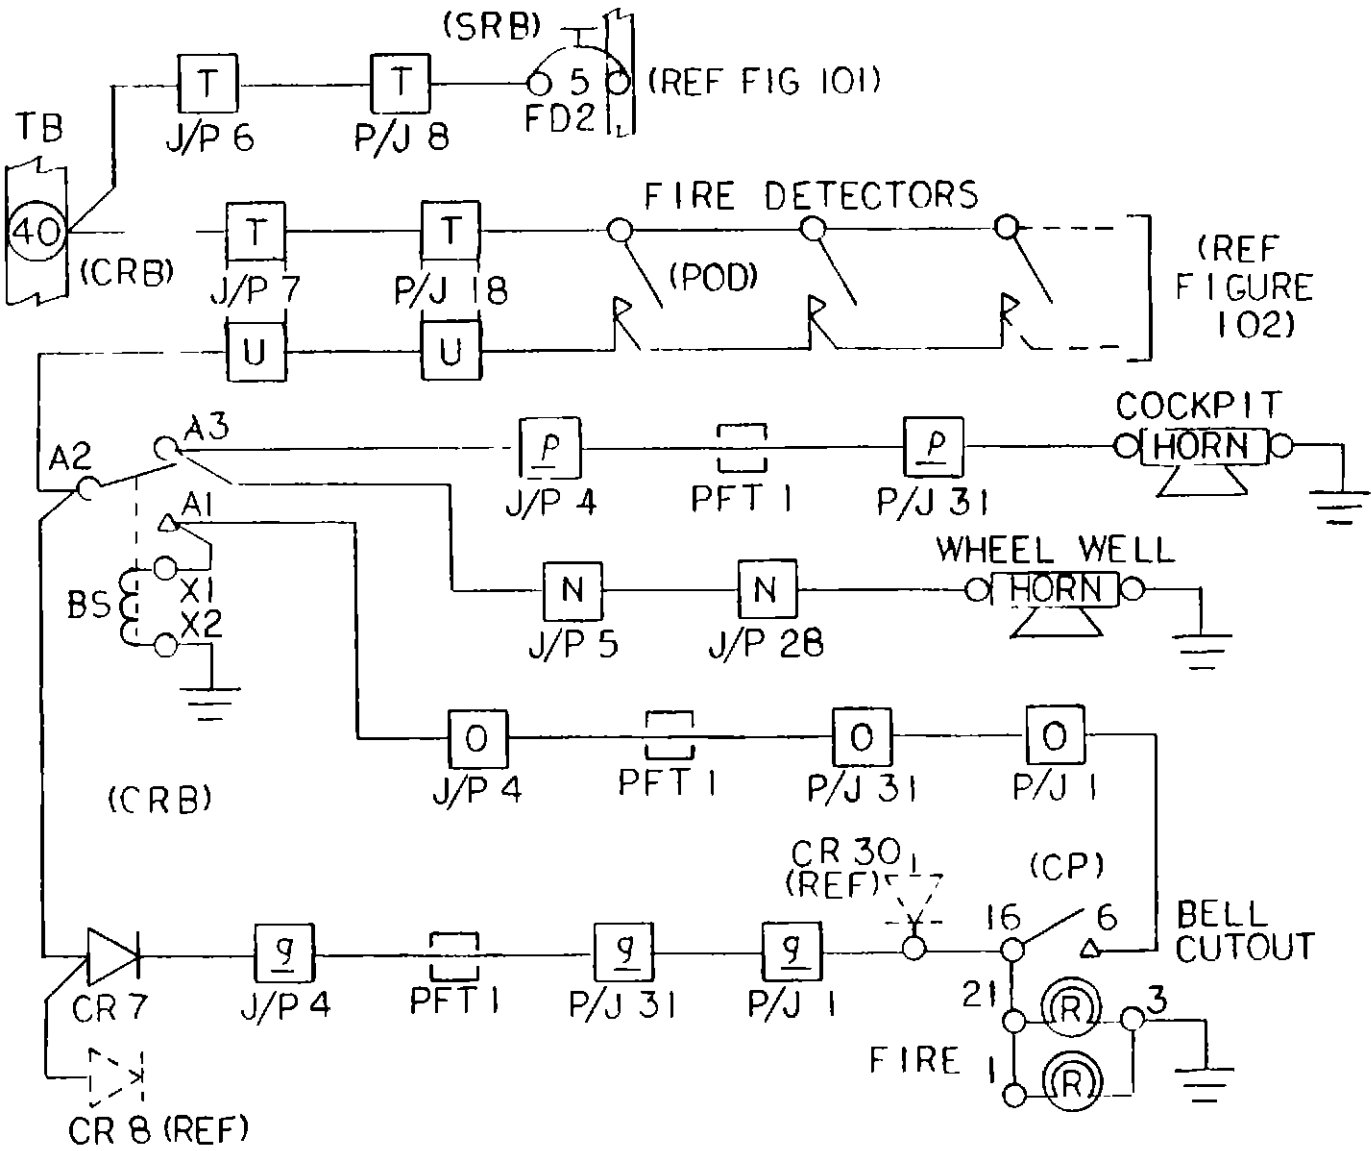 (SRB)
T T 5 (REF FIG 101)
FD2
TB
J/P 6 P/J 8
FIRE DETECTORS
40 T T
(CRB) (POD) (REF
FIGURE
102)
J/P 7 P/J 18
U U
COCKPIT
A3
A2 p p HORN
J/P 4 PFT 1 P/J 31
A1
WHEEL WELL
BS X1 N N HORN
X2
J/P 5 J/P 28
O O O
J/P 4 PFT 1 P/J 31 P/J 1
(CRB)
CR 30
(REF) (CP)
16 6 BELL
CUTOUT
g g g
CR 7 J/P 4 PFT 1 P/J 31 P/J 1
21 R 3
FIRE 1 R
CR 8 (REF)